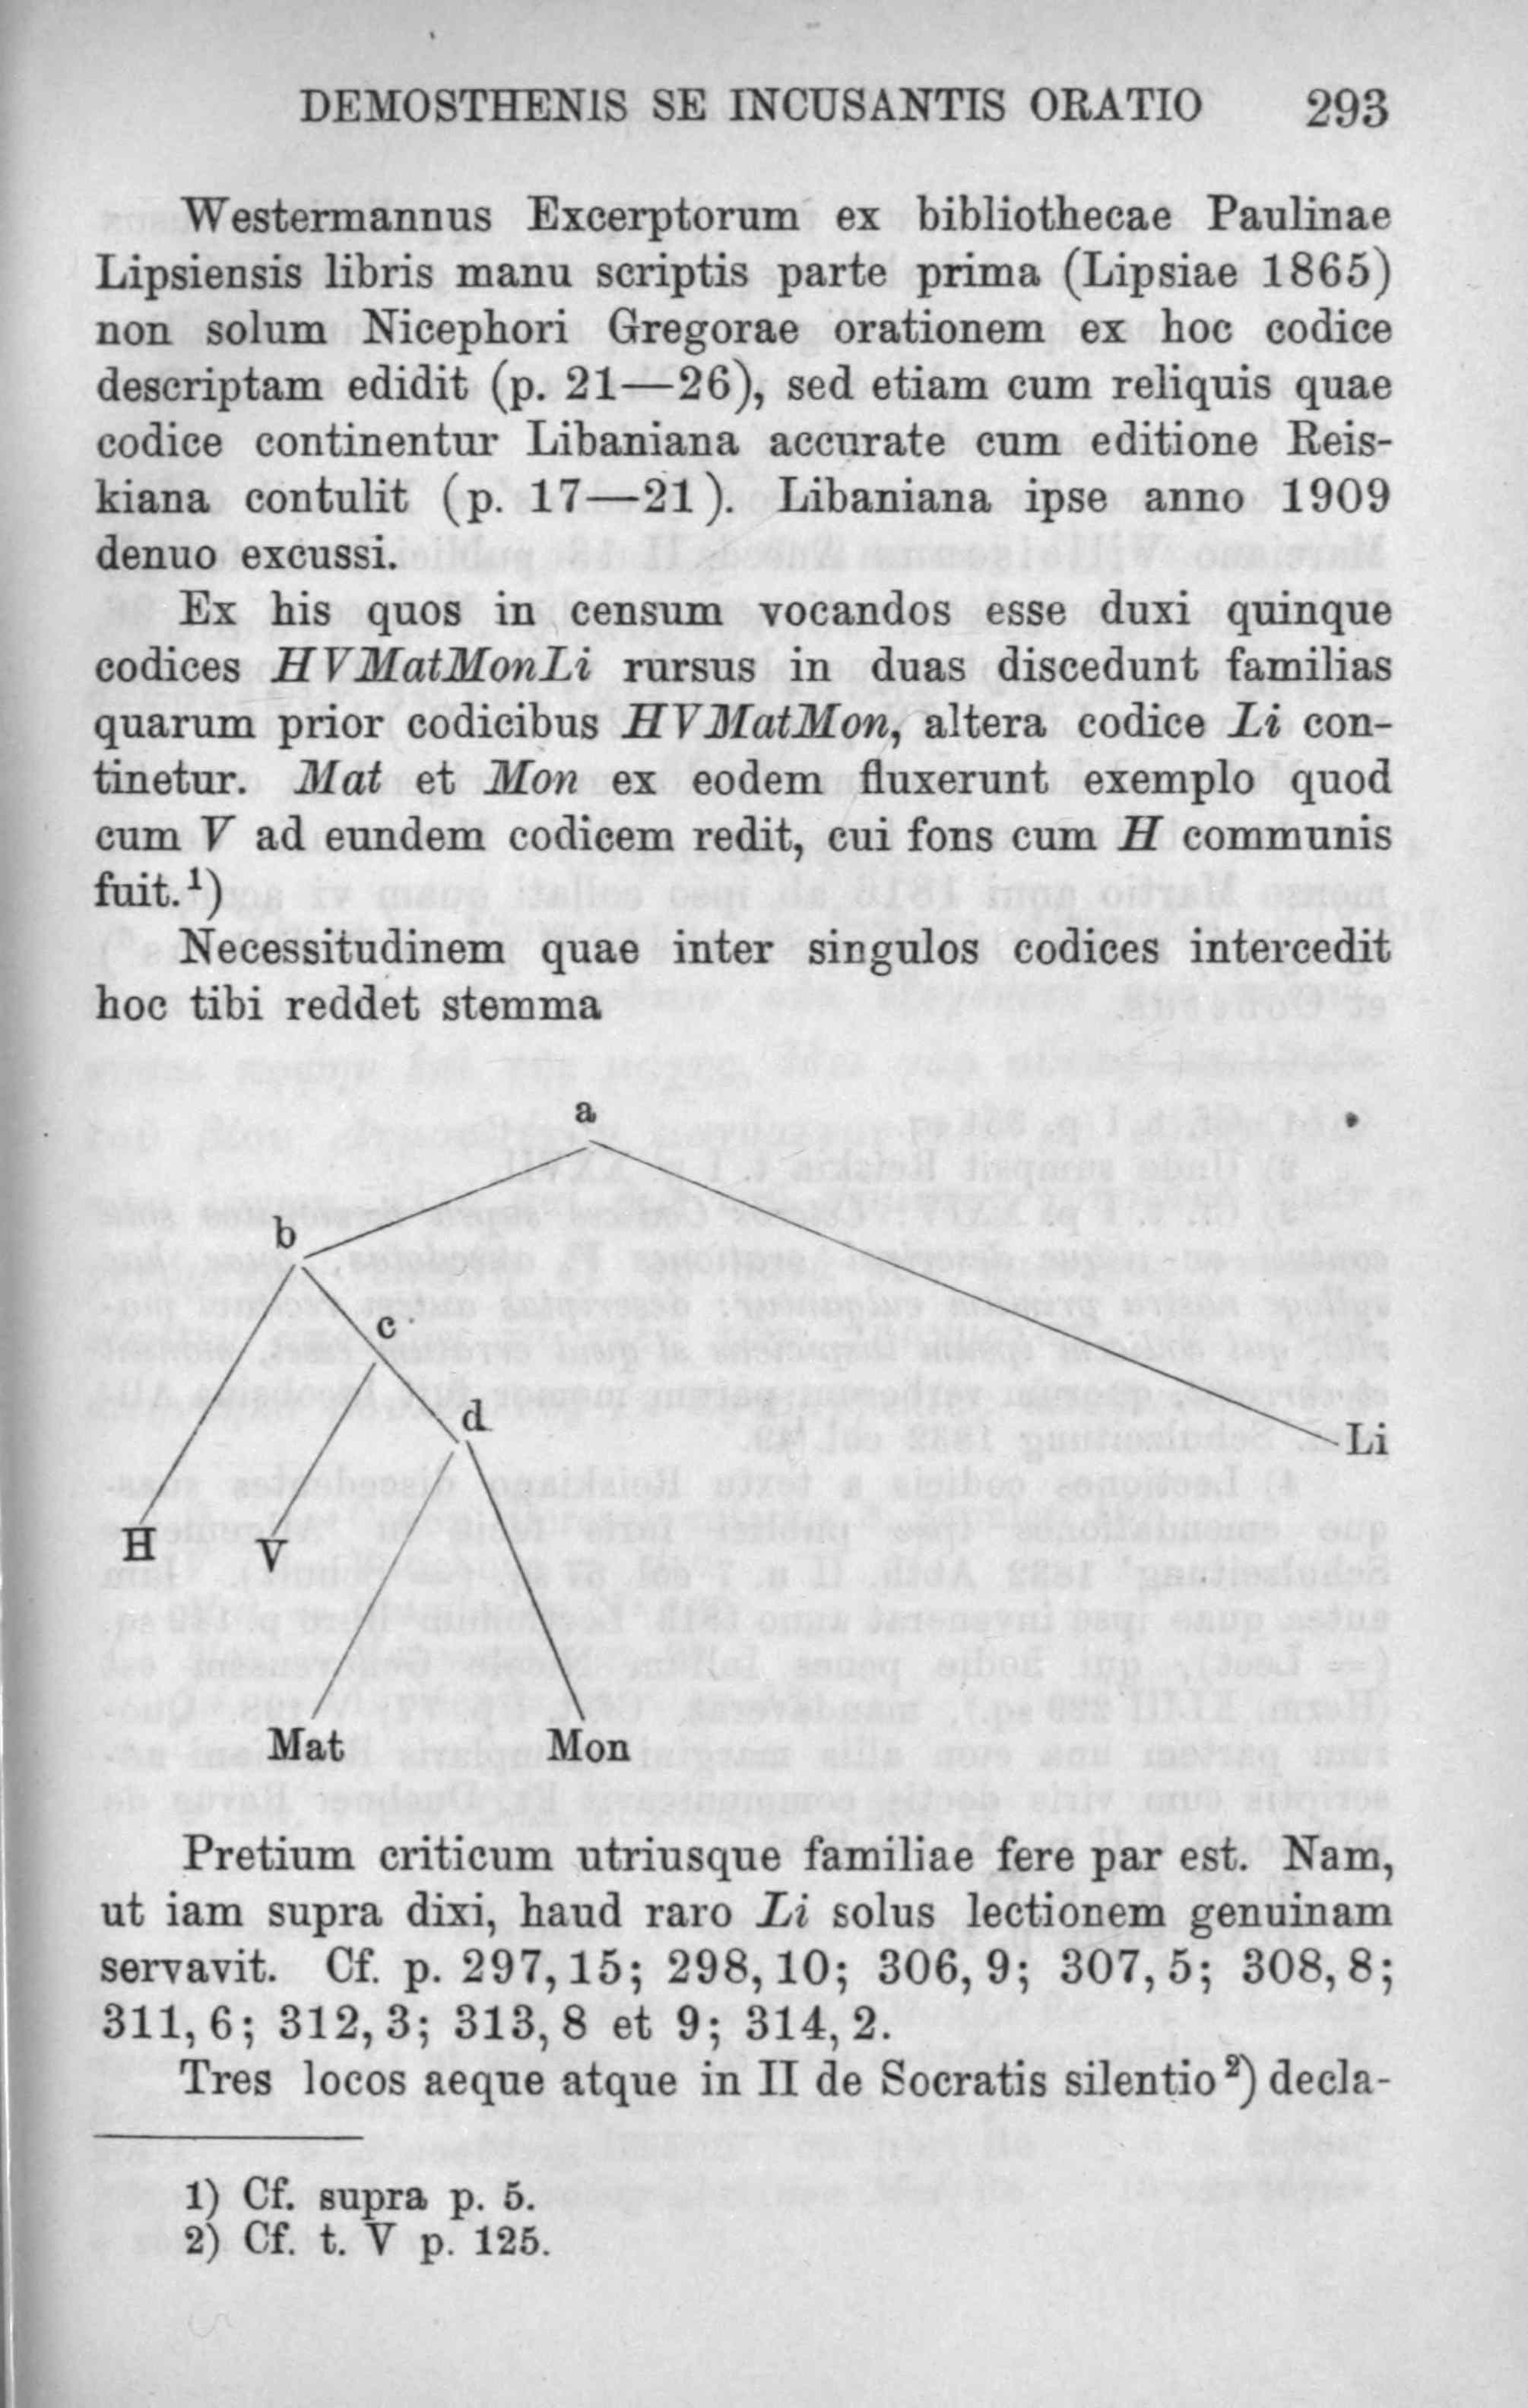 DEMOSTHENIS SE INCUSANTIS ORATIO 293
Westermannus Excerptorum ex bibliothecae Paulinae
Lipsiensis libris manu scriptis parte prima (Lipsiae 1865)
non solum Nicephori Gregorae orationem ex hoc codice
descriptam edidit (p. 21—26), sed etiam cum reliquis quae
codice continentur Libaniana accurate cum editione Reis-
kiana contulit (p. 17—21). Libaniana ipse anno 1909
denuo excussi.
Ex his quos in censum vocandos esse duxi quinque
codices HVMatMonLi rursus in duas discedunt familias
quarum prior codicibus HVMatMon, altera codice Li con-
tinetur. Mat et Mon ex eodem fluxerunt exemplo quod
cum V ad eundem codicem redit, cui fons cum H communis
fuit.¹)
Necessitudinem quae inter singulos codices intercedit
hoc tibi reddet stemma
a
b
c
d
Li
H V
Mat Mon
Pretium criticum utriusque familiae fere par est. Nam,
ut iam supra dixi, haud raro Li solus lectionem genuinam
servavit. Cf. p. 297, 15; 298, 10; 306, 9; 307, 5; 308, 8;
311, 6; 312, 3; 313, 8 et 9; 314, 2.
Tres locos aeque atque in II de Socratis silentio²) decla-
1) Cf. supra p. 5.
2) Cf. t. V p. 125.